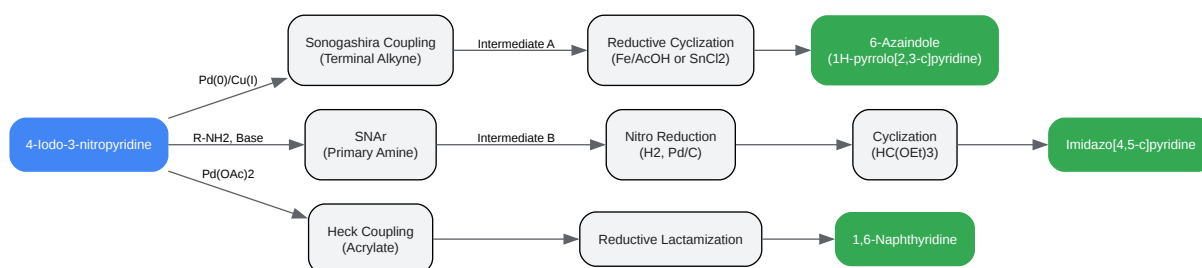 Sonogashira Coupling
(Terminal Alkyne)
Intermediate A
Reductive Cyclization
(Fe/AcOH or SnCl2)
6-Azaindole
(1H-pyrrolo[2,3-c]pyridine)
Pd(0)/Cu(I)
4-Iodo-3-nitropyridine
R-NH2, Base
SNAr
(Primary Amine)
Intermediate B
Nitro Reduction
(H2, Pd/C)
Cyclization
(HC(OEt)3)
Imidazo[4,5-c]pyridine
Pd(OAc)2
Heck Coupling
(Acrylate)
Reductive Lactamization
1,6-Naphthyridine